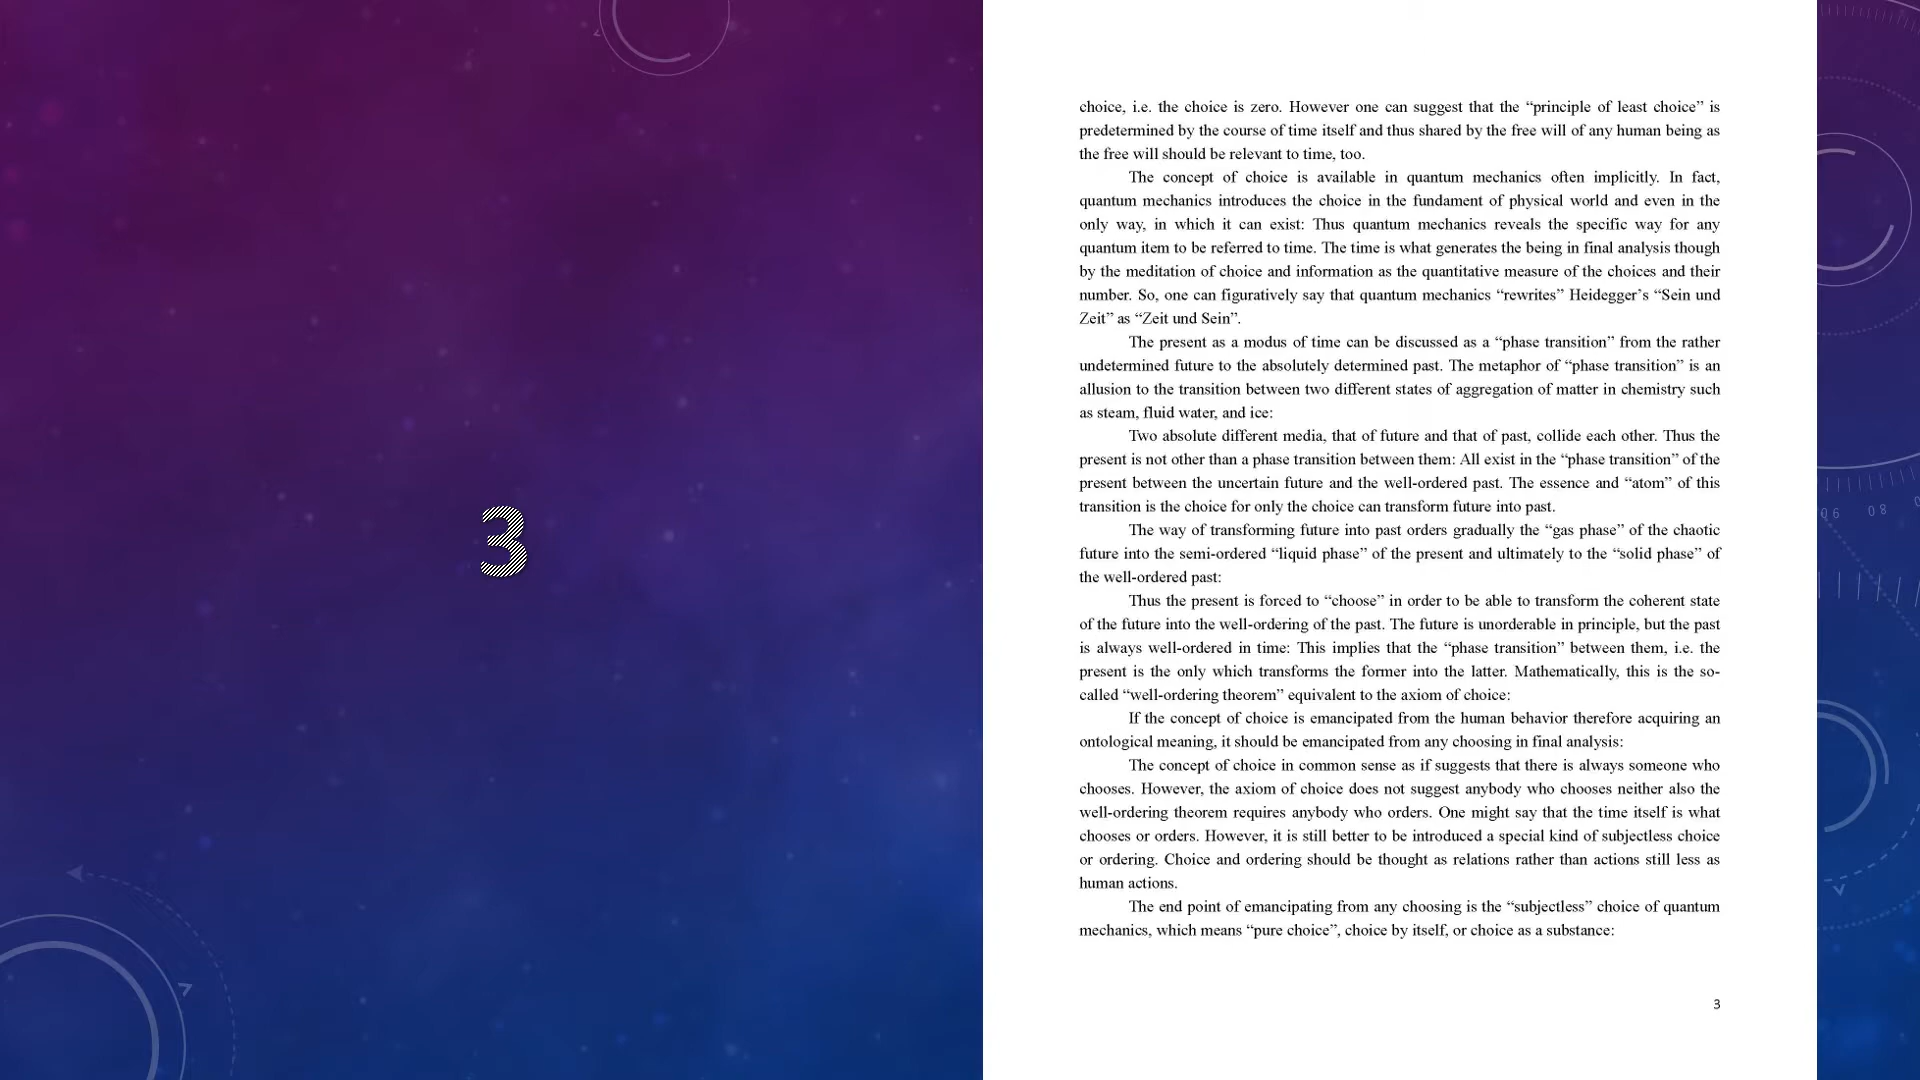 3
choice, i.e. the choice is zero. However one can suggest that the “principle of least choice” is
predetermined by the course of time itself and thus shared by the free will of any human being as
the free will should be relevant to time, too.
The concept of choice is available in quantum mechanics often implicitly. In fact,
quantum mechanics introduces the choice in the fundament of physical world and even in the
only way, in which it can exist: Thus quantum mechanics reveals the specific way for any
quantum item to be referred to time. The time is what generates the being in final analysis though
by the meditation of choice and information as the quantitative measure of the choices and their
number. So, one can figuratively say that quantum mechanics “rewrites” Heidegger’s “Sein und
Zeit” as “Zeit und Sein”.
The present as a modus of time can be discussed as a “phase transition” from the rather
undetermined future to the absolutely determined past. The metaphor of “phase transition” is an
allusion to the transition between two different states of aggregation of matter in chemistry such
as steam, fluid water, and ice:
Two absolute different media, that of future and that of past, collide each other. Thus the
present is not other than a phase transition between them: All exist in the “phase transition” of the
present between the uncertain future and the well-ordered past. The essence and “atom” of this
transition is the choice for only the choice can transform future into past.
The way of transforming future into past orders gradually the “gas phase” of the chaotic
future into the semi-ordered “liquid phase” of the present and ultimately to the “solid phase” of
the well-ordered past:
Thus the present is forced to “choose” in order to be able to transform the coherent state
of the future into the well-ordering of the past. The future is unorderable in principle, but the past
is always well-ordered in time: This implies that the “phase transition” between them, i.e. the
present is the only which transforms the former into the latter. Mathematically, this is the so-
called “well-ordering theorem” equivalent to the axiom of choice:
If the concept of choice is emancipated from the human behavior therefore acquiring an
ontological meaning, it should be emancipated from any choosing in final analysis:
The concept of choice in common sense as if suggests that there is always someone who
chooses. However, the axiom of choice does not suggest anybody who chooses neither also the
well-ordering theorem requires anybody who orders. One might say that the time itself is what
chooses or orders. However, it is still better to be introduced a special kind of subjectless choice
or ordering. Choice and ordering should be thought as relations rather than actions still less as
human actions.
The end point of emancipating from any choosing is the “subjectless” choice of quantum
mechanics, which means “pure choice”, choice by itself, or choice as a substance:
3